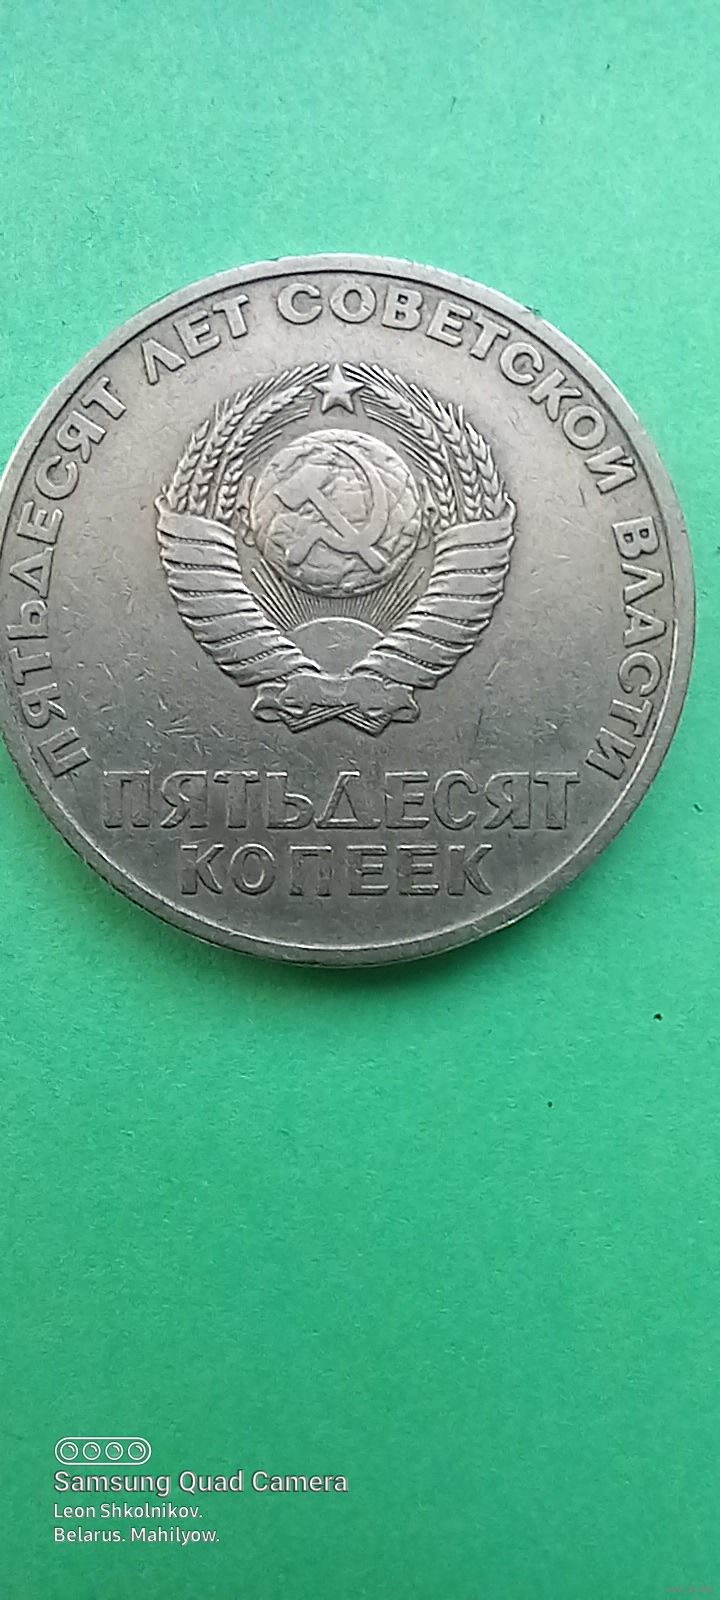 ПЯТЬДЕСЯТ ЛЕТ СОВЕТСКОЙ ВЛАСТИ
ПЯТЬДЕСЯТ
КОПЕЕК
Samsung Quad Camera
Leon Shkolnikov.
Belarus. Mahilyow.